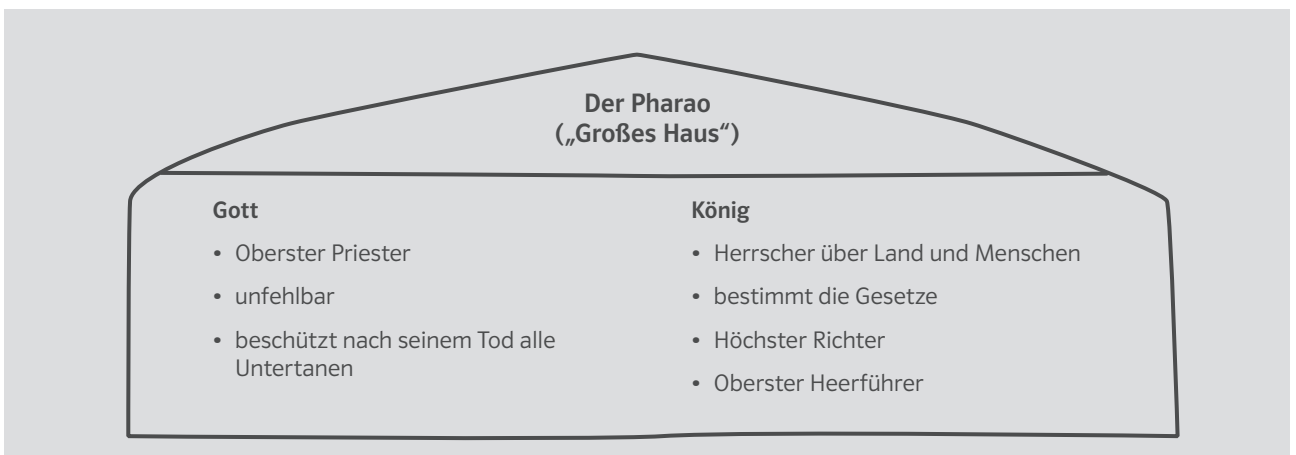 Der Pharao
(„Großes Haus“)
Gott
• Oberster Priester
• unfehlbar
• beschützt nach seinem Tod alle
Untertanen
König
• Herrscher über Land und Menschen
• bestimmt die Gesetze
• Höchster Richter
• Oberster Heerführer